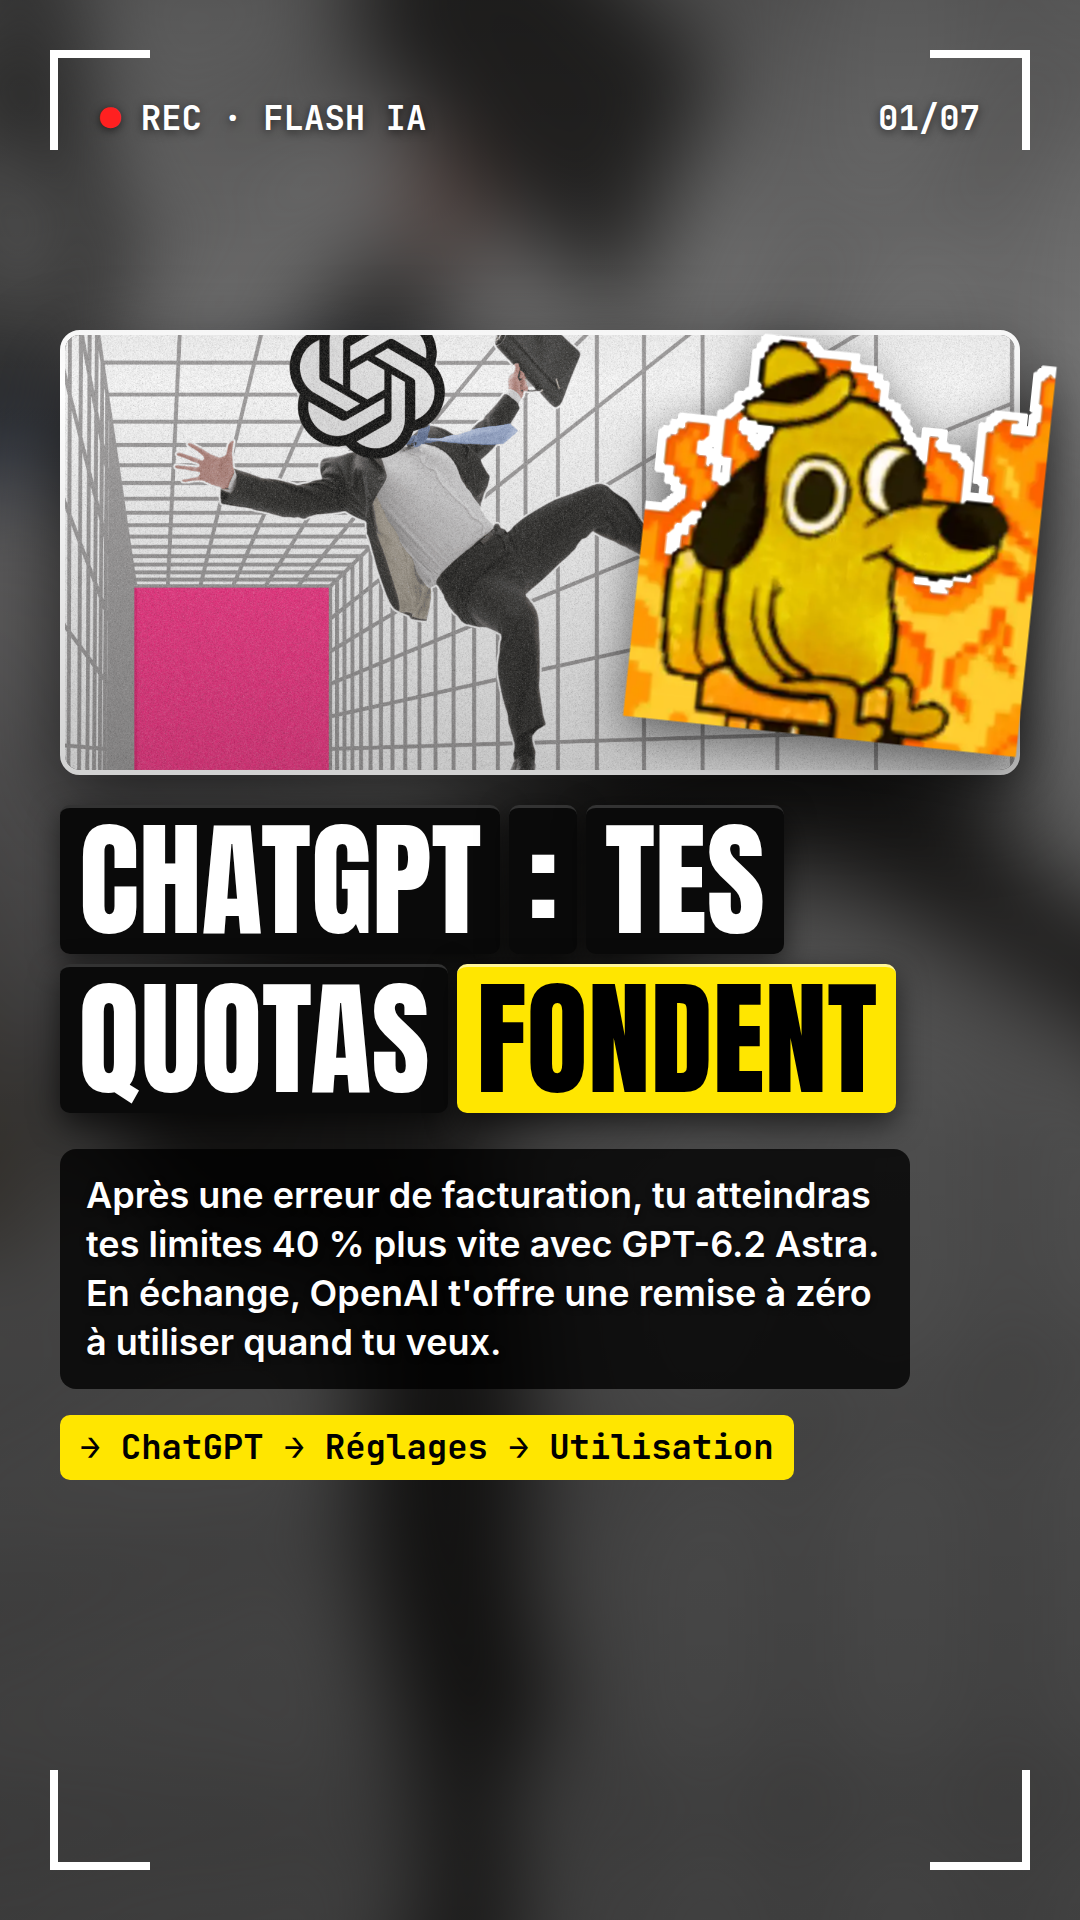 REC · FLASH IA
01/07
CHATGPT : TES
QUOTAS FONDENT
Après une erreur de facturation, tu atteindras
tes limites 40 % plus vite avec GPT-6.2 Astra.
En échange, OpenAI t'offre une remise à zéro
à utiliser quand tu veux.
→ ChatGPT → Réglages → Utilisation